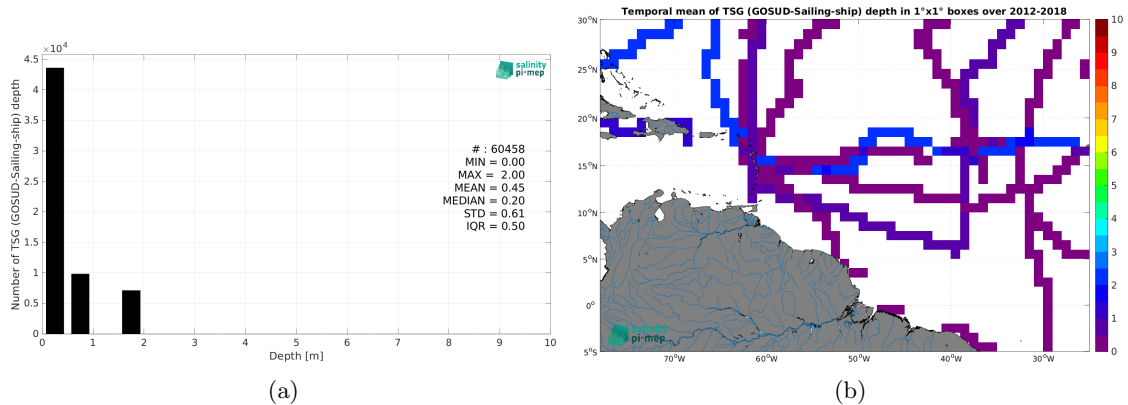 ×10⁴
4.5
4
3.5
3
2.5
2
1.5
1
0.5
0
Number of TSG (GOSUD-Sailing-ship) depth
salinity
pi-mep
# : 60458
MIN = 0.00
MAX = 2.00
MEAN = 0.45
MEDIAN = 0.20
STD = 0.61
IQR = 0.50
0 1 2 3 4 5 6 7 8 9 10
Depth [m]
(a)
Temporal mean of TSG (GOSUD-Sailing-ship) depth in 1°x1° boxes over 2012-2018
30°N
25°N
20°N
15°N
10°N
5°N
0°
5°S
salinity
pi-mep
70°W 60°W 50°W 40°W 30°W
10
9
8
7
6
5
4
3
2
1
0
(b)